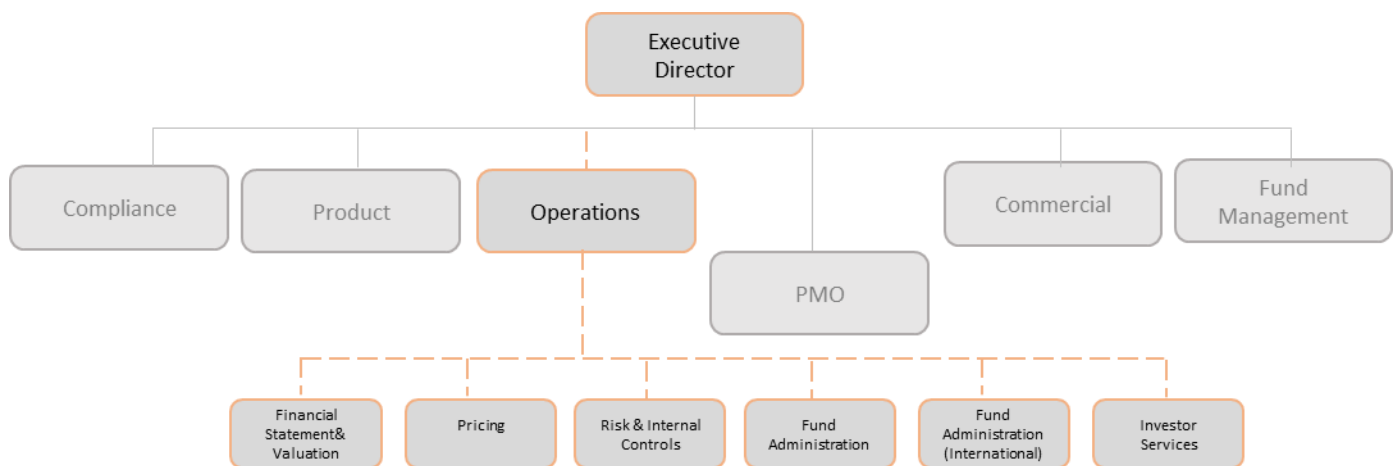 Executive
Director
Compliance
Product
Operations
PMO
Commercial
Fund
Management
Financial
Statement&
Valuation
Pricing
Risk & Internal
Controls
Fund
Administration
Fund
Administration
(International)
Investor
Services